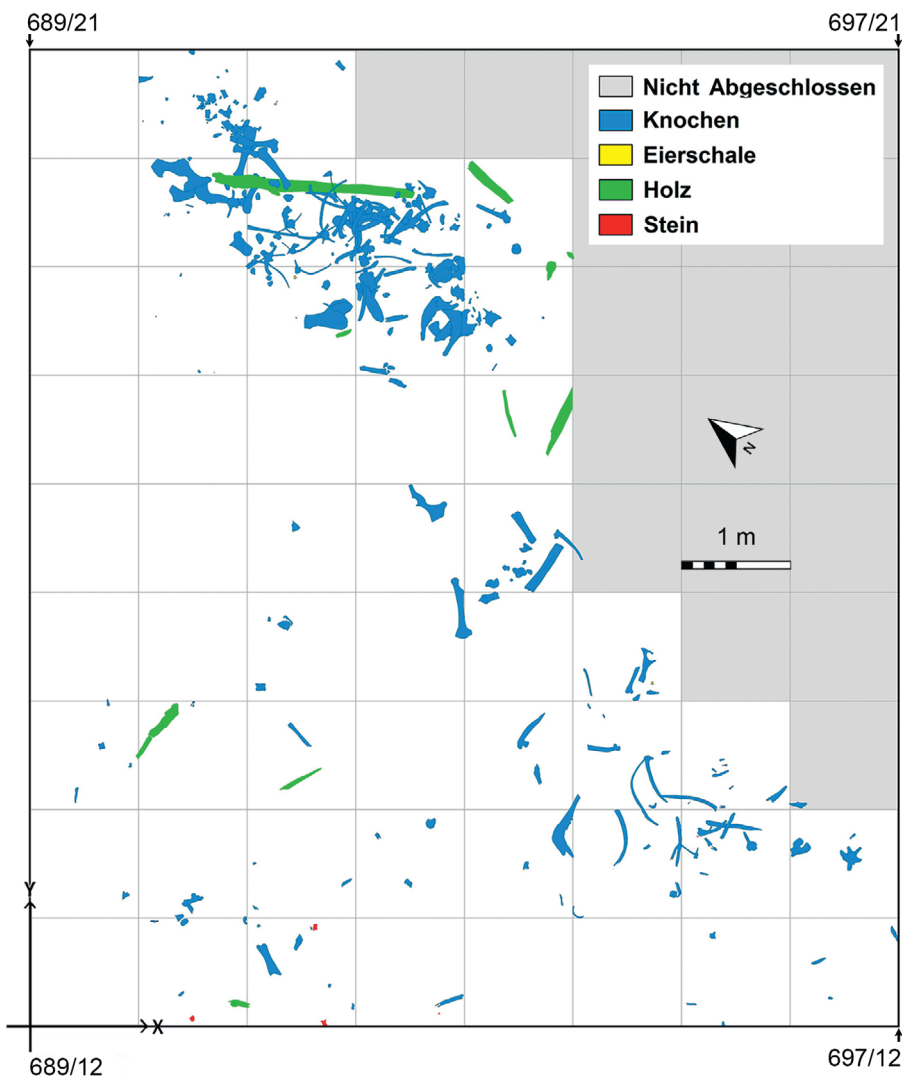 689/21
697/21
Nicht Abgeschlossen
Knochen
Eierschale
Holz
Stein
N
1 m
Y
X
689/12
697/12